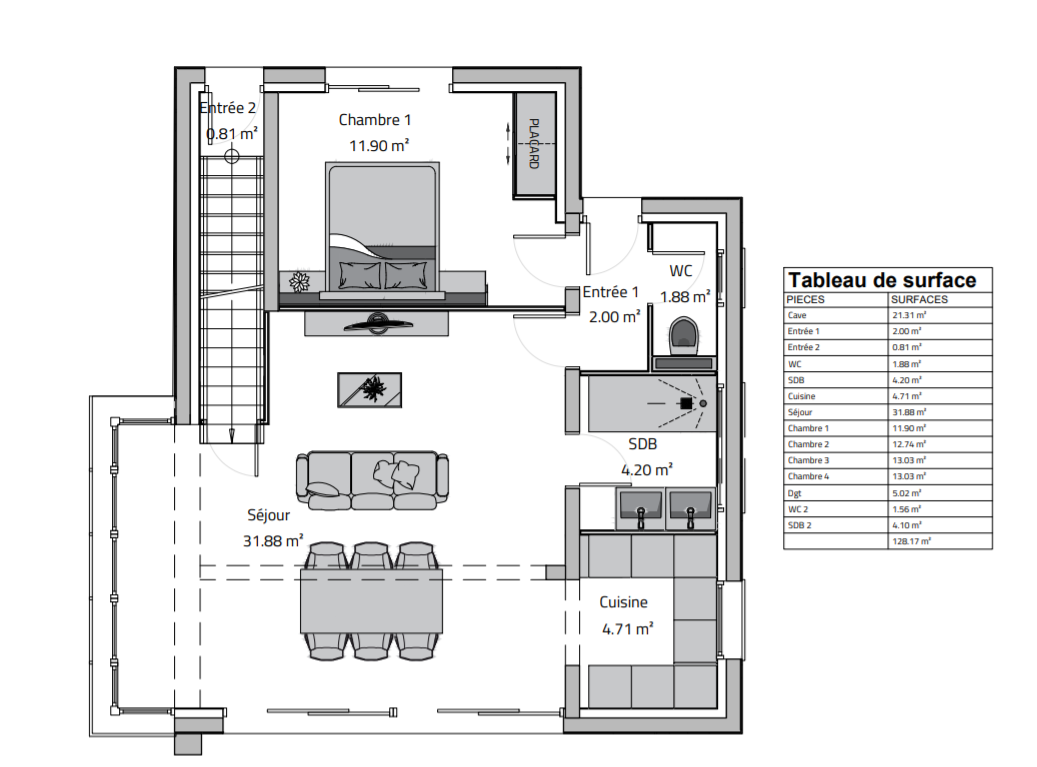 Entrée 2
0.81 m²
Chambre 1
11.90 m²
PLACARD
WC
1.88 m²
Entrée 1
2.00 m²
SDB
4.20 m²
Séjour
31.88 m²
Cuisine
4.71 m²
Tableau de surface
PIECES SURFACES
Cave 21.31 m²
Entrée 1 2.00 m²
Entrée 2 0.81 m²
WC 1.88 m²
SDB 4.20 m²
Cuisine 4.71 m²
Séjour 31.88 m²
Chambre 1 11.90 m²
Chambre 2 12.74 m²
Chambre 3 13.03 m²
Chambre 4 13.03 m²
Dgt 5.02 m²
WC 2 1.56 m²
SDB 2 4.10 m²
128.17 m²